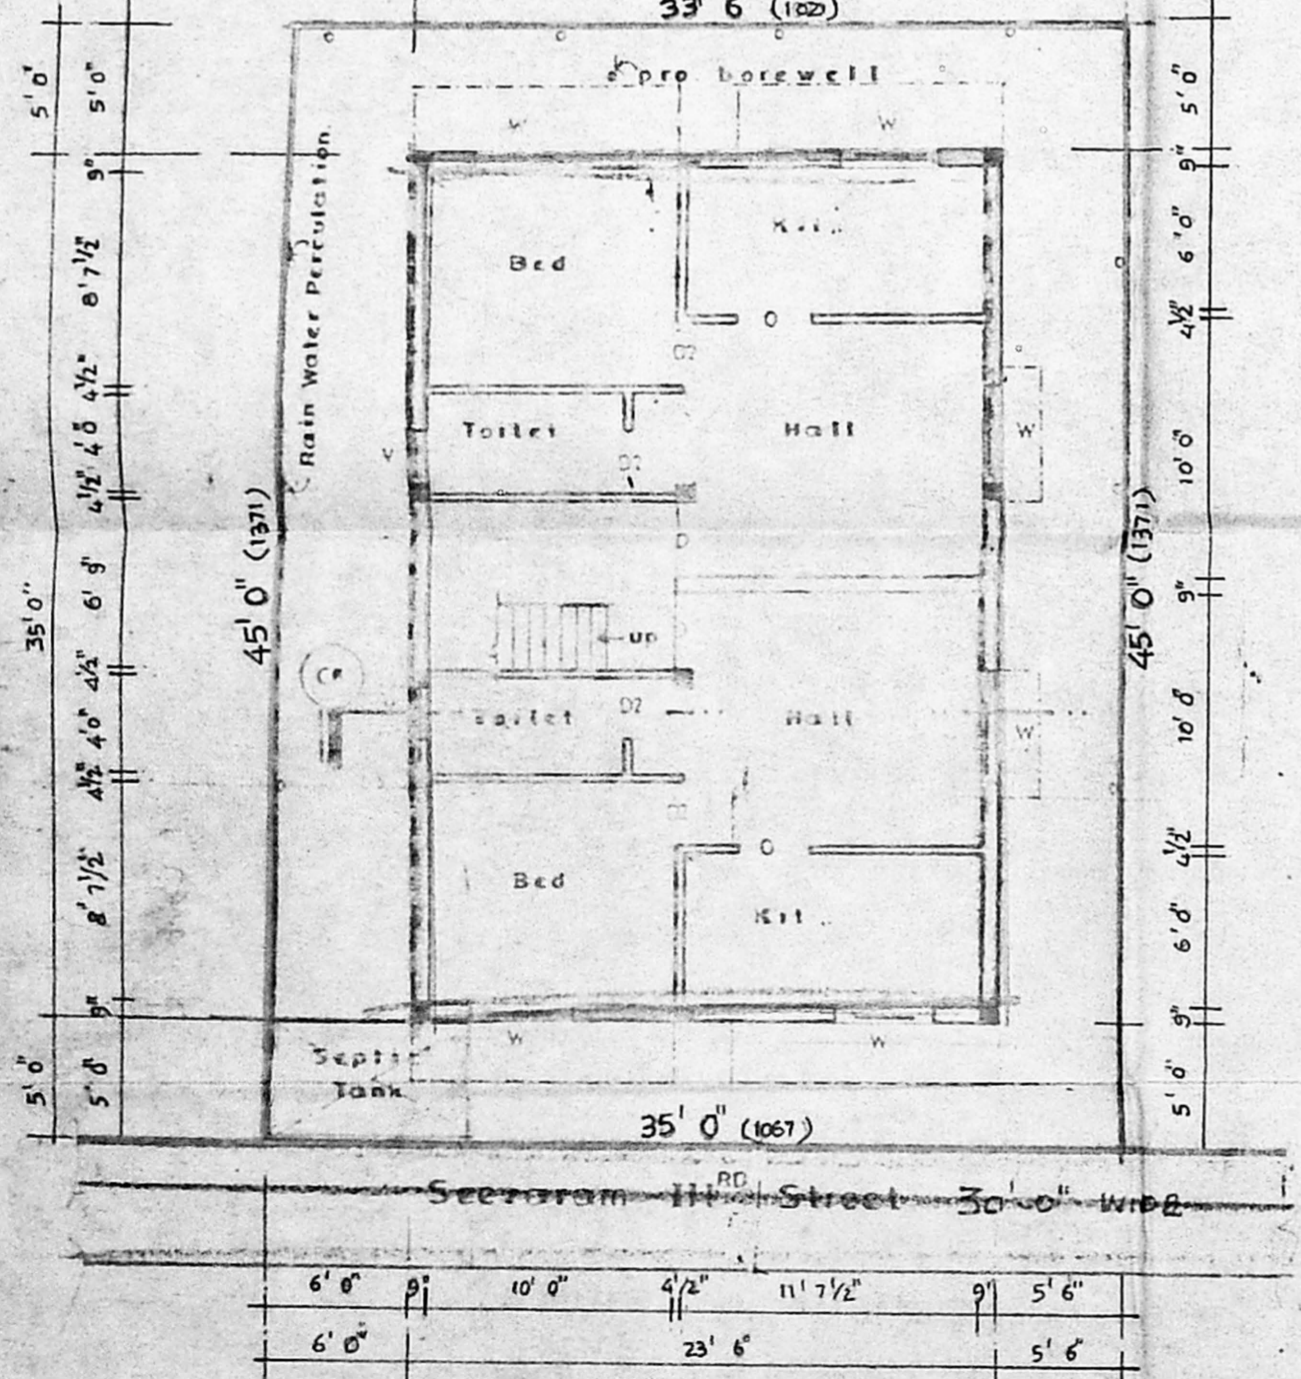 33' 6 (1021)
pro. borewell
W
W
Rain Water Perculation
Bed
Kit.
O
D2
Toilet
Hall
W
V
D2
D
45' 0" (1371)
45' 0" (1371)
up
Toilet
D2
Hall
W
O
Bed
Kit.
W
W
Septic
Tank
35' 0" (1067)
Seenaram IIIRD Street 30'-0" WIDE
5' 0"
35' 0"
5' 0"
5' 0"
9"
8' 7 1/2"
4 1/2"
4' 0"
4 1/2"
6' 9"
4 1/2"
4' 0"
4 1/2"
8' 7 1/2"
9"
5' 0"
5' 0"
9"
6' 0"
4 1/2"
10' 0"
9"
10' 0"
4 1/2"
6' 0"
9"
5' 0"
6' 0" 9" 10' 0" 4 1/2" 11' 7 1/2" 9" 5' 6"
6' 0" 23' 6" 5' 6"